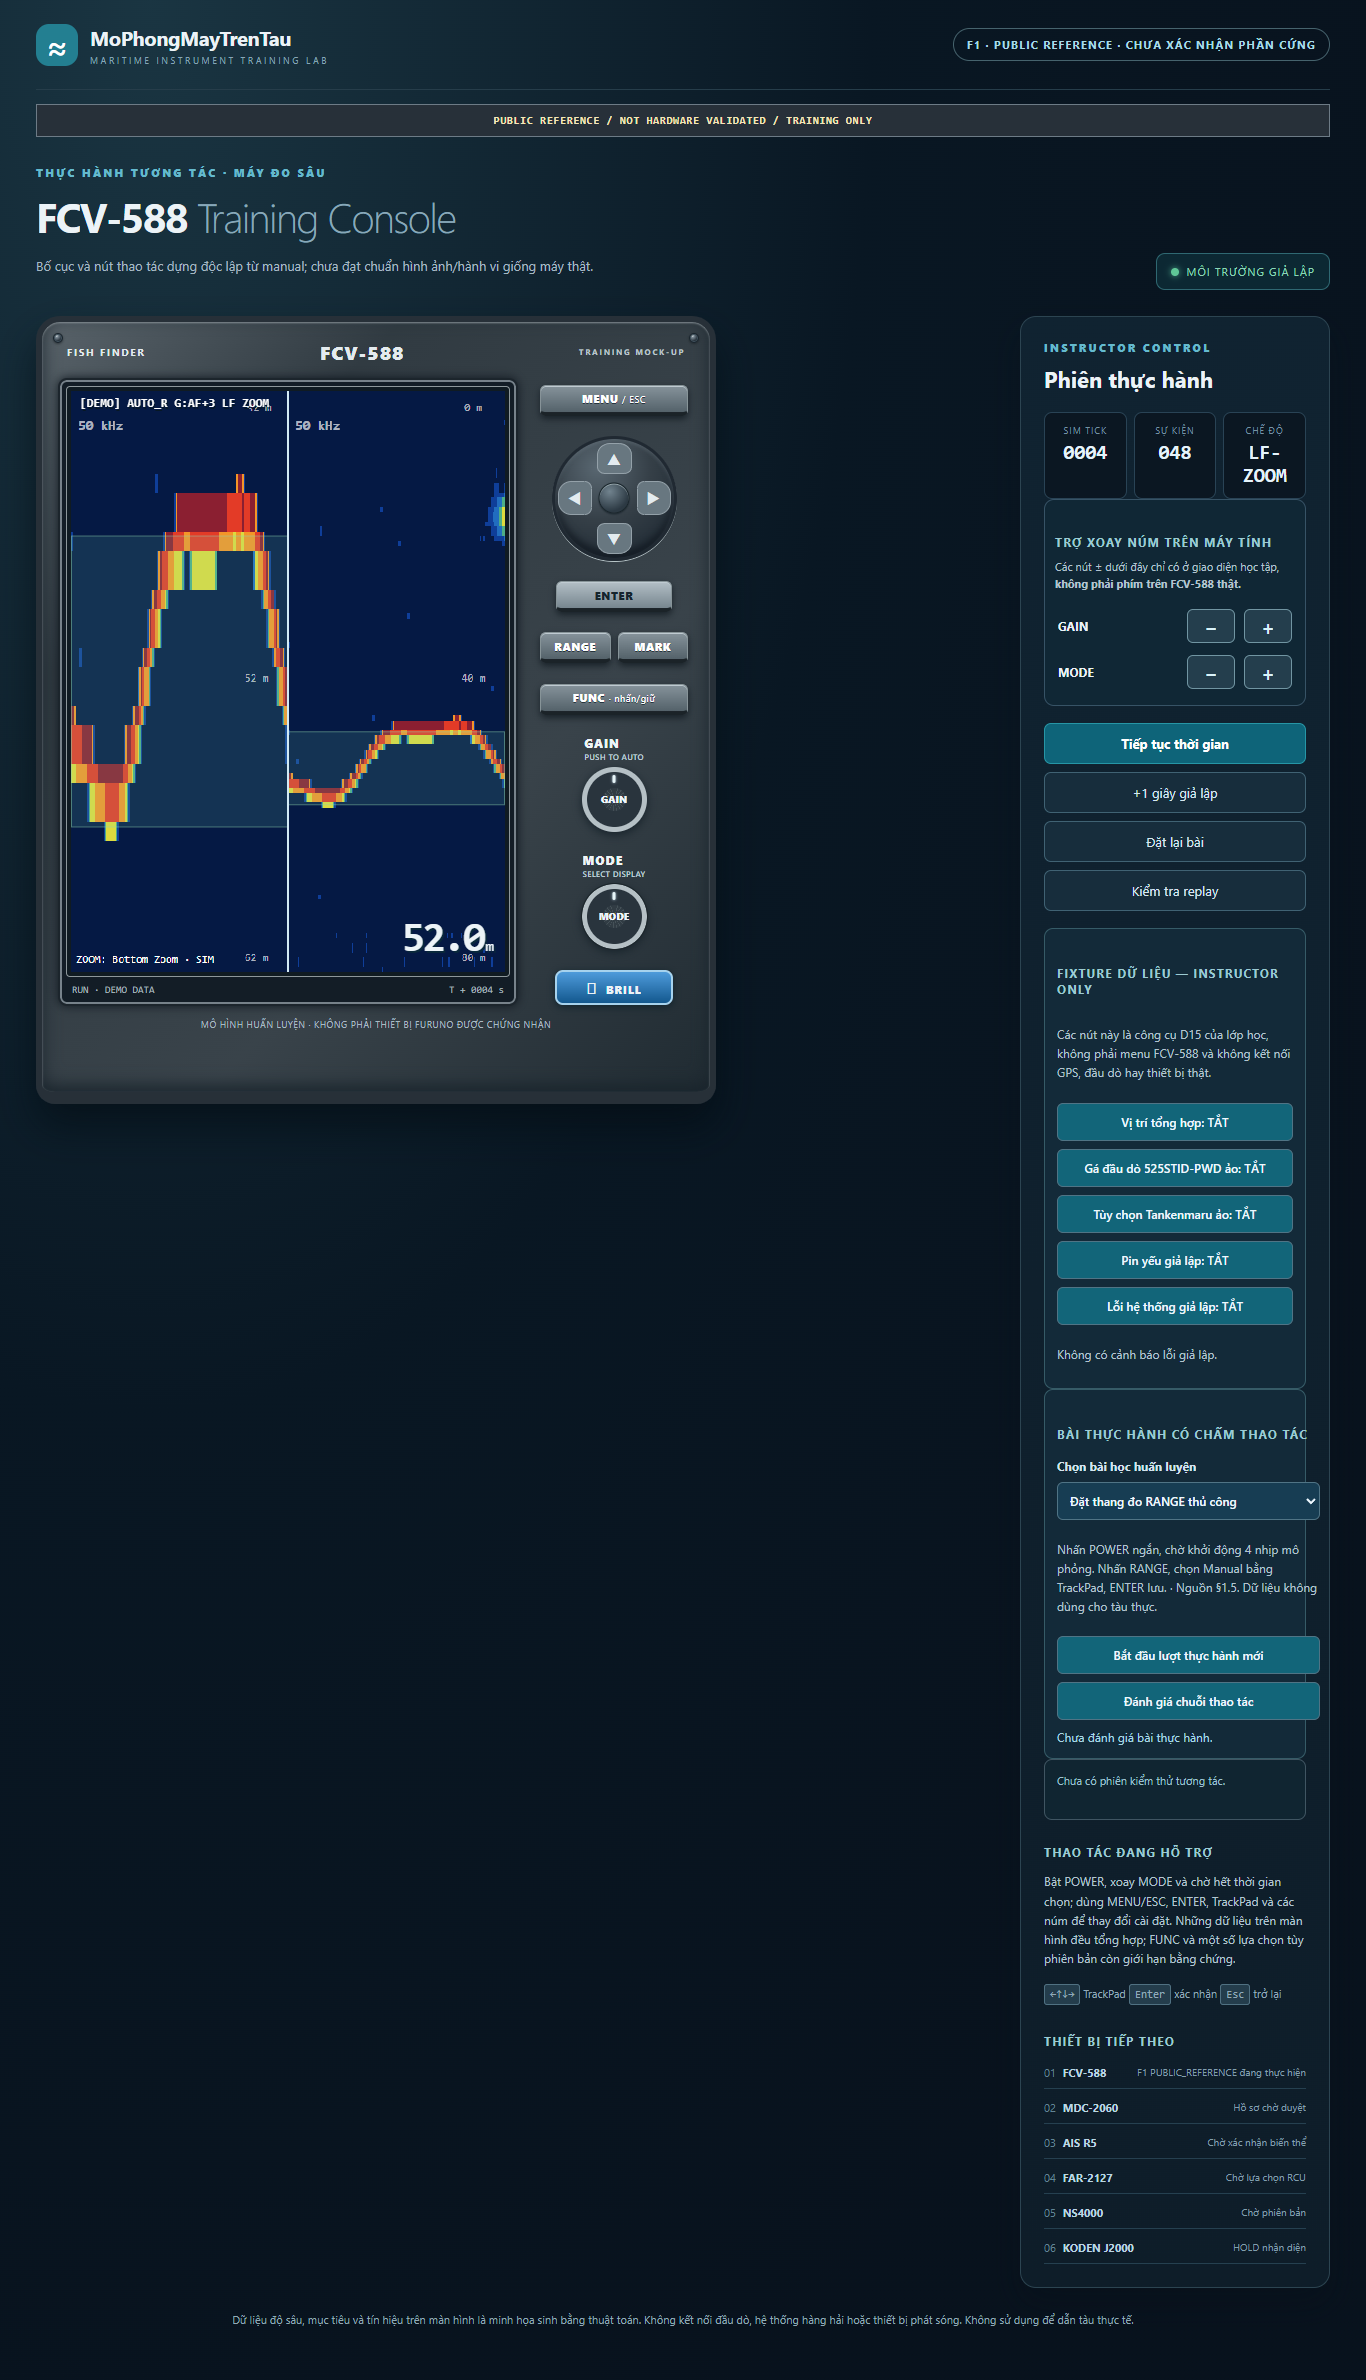 ≈
MoPhongMayTrenTau
MARITIME INSTRUMENT TRAINING LAB
F1 · PUBLIC REFERENCE · CHƯA XÁC NHẬN PHẦN CỨNG
PUBLIC REFERENCE / NOT HARDWARE VALIDATED / TRAINING ONLY
THỰC HÀNH TƯƠNG TÁC · MÁY ĐO SÂU
FCV-588 Training Console
Bố cục và nút thao tác dựng độc lập từ manual; chưa đạt chuẩn hình ảnh/hành vi giống máy thật.
MÔI TRƯỜNG GIẢ LẬP
FISH FINDER
FCV-588
TRAINING MOCK-UP
[DEMO] AUTO_R G:AF+3 LF ZOOM
0 m
50 kHz
50 kHz
52 m
40 m
52.0m
ZOOM: Bottom Zoom · SIM
62 m
80 m
RUN · DEMO DATA
T + 0004 s
MENU / ESC
▲
◀
▶
▼
ENTER
RANGE
MARK
FUNC · nhấn/giữ
GAIN
PUSH TO AUTO
GAIN
MODE
SELECT DISPLAY
MODE
BRILL
MÔ HÌNH HUẤN LUYỆN · KHÔNG PHẢI THIẾT BỊ FURUNO ĐƯỢC CHỨNG NHẬN
INSTRUCTOR CONTROL
Phiên thực hành
SIM TICK
0004
SỰ KIỆN
048
CHẾ ĐỘ
LF-
ZOOM
TRỢ XOAY NÚM TRÊN MÁY TÍNH
Các nút ± dưới đây chỉ có ở giao diện học tập,
không phải phím trên FCV-588 thật.
GAIN
−
+
MODE
−
+
Tiếp tục thời gian
+1 giây giả lập
Đặt lại bài
Kiểm tra replay
FIXTURE DỮ LIỆU — INSTRUCTOR
ONLY
Các nút này là công cụ D15 của lớp học,
không phải menu FCV-588 và không kết nối
GPS, đầu dò hay thiết bị thật.
Vị trí tổng hợp: TẮT
Gá đầu dò 525STID-PWD ảo: TẮT
Tùy chọn Tankenmaru ảo: TẮT
Pin yếu giả lập: TẮT
Lỗi hệ thống giả lập: TẮT
Không có cảnh báo lỗi giả lập.
BÀI THỰC HÀNH CÓ CHẤM THAO TÁC
Chọn bài học huấn luyện
Đặt thang đo RANGE thủ công
Nhấn POWER ngắn, chờ khởi động 4 nhịp mô
phỏng. Nhấn RANGE, chọn Manual bằng
TrackPad, ENTER lưu. · Nguồn §1.5. Dữ liệu không
dùng cho tàu thực.
Bắt đầu lượt thực hành mới
Đánh giá chuỗi thao tác
Chưa đánh giá bài thực hành.
Chưa có phiên kiểm thử tương tác.
THAO TÁC ĐANG HỖ TRỢ
Bật POWER, xoay MODE và chờ hết thời gian
chọn; dùng MENU/ESC, ENTER, TrackPad và các
núm để thay đổi cài đặt. Những dữ liệu trên màn
hình đều tổng hợp; FUNC và một số lựa chọn tùy
phiên bản còn giới hạn bằng chứng.
←↑↓→ TrackPad Enter xác nhận Esc trở lại
THIẾT BỊ TIẾP THEO
01 FCV-588 F1 PUBLIC_REFERENCE đang thực hiện
02 MDC-2060 Hồ sơ chờ duyệt
03 AIS R5 Chờ xác nhận biến thể
04 FAR-2127 Chờ lựa chọn RCU
05 NS4000 Chờ phiên bản
06 KODEN J2000 HOLD nhận diện
Dữ liệu độ sâu, mục tiêu và tín hiệu trên màn hình là minh họa sinh bằng thuật toán. Không kết nối đầu dò, hệ thống hàng hải hoặc thiết bị phát sóng. Không sử dụng để dẫn tàu thực tế.